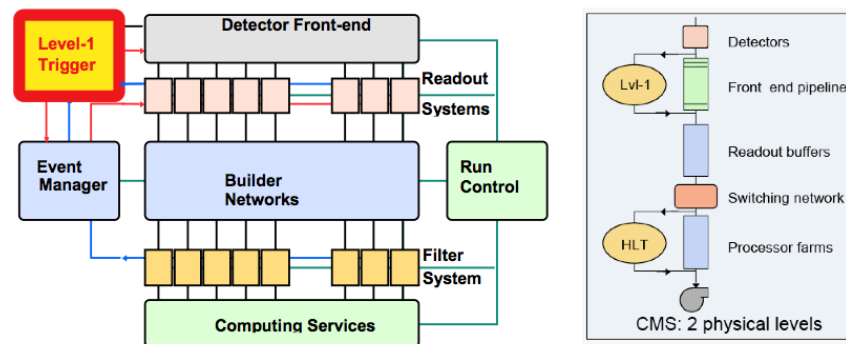 Detector Front-end
Level-1
Trigger
Readout
Systems
Event
Manager
Builder
Networks
Run
Control
Filter
System
Computing Services
Detectors
Lvl-1
Front end pipeline
Readout buffers
Switching network
HLT
Processor farms
CMS: 2 physical levels